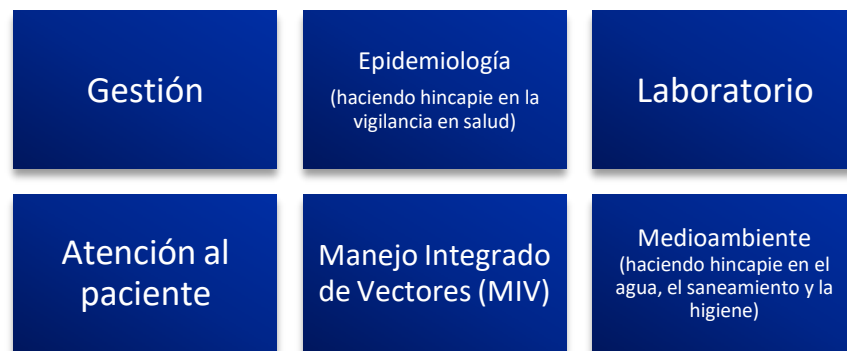 Gestión
Epidemiología
(haciendo hincapie en la
vigilancia en salud)
Laboratorio
Atención al
paciente
Manejo Integrado
de Vectores (MIV)
Medioambiente
(haciendo hincapie en el
agua, el saneamiento y la
higiene)